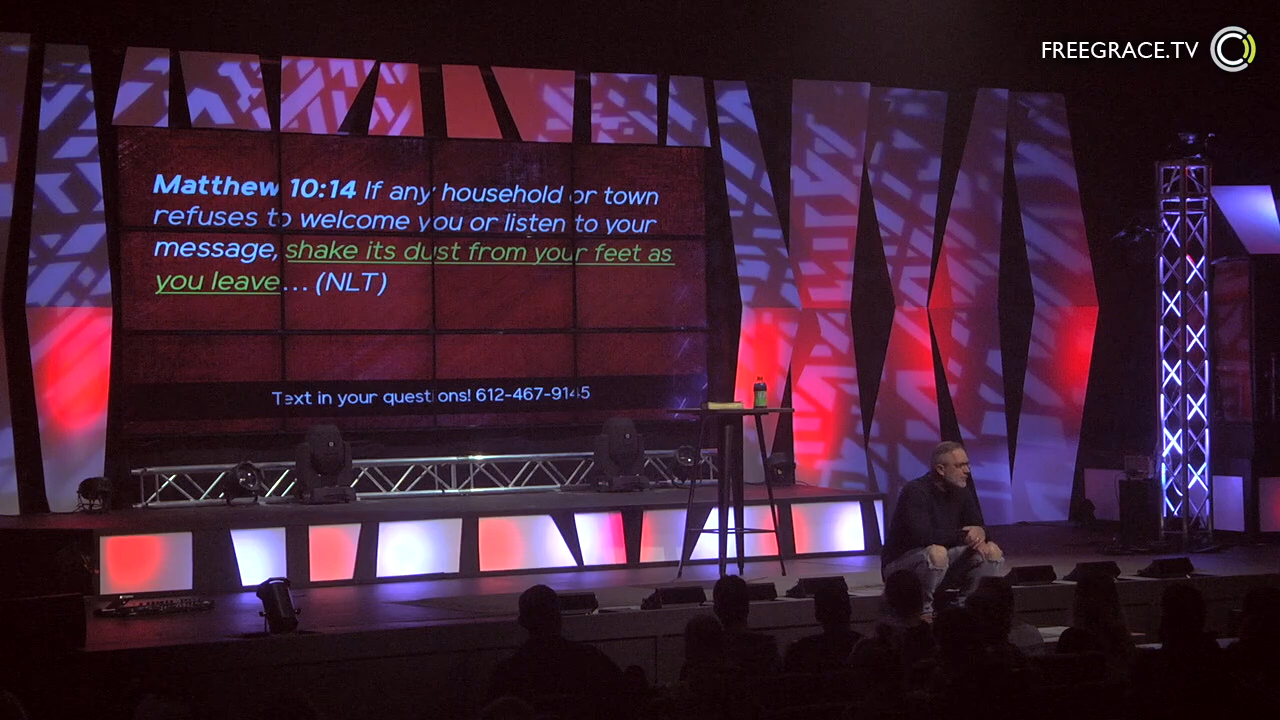 FREEGRACE.TV
Matthew 10:14 If any household or town
refuses to welcome you or listen to your
message, shake its dust from your feet as
you leave... (NLT)
Text in your questions! 612-467-9145